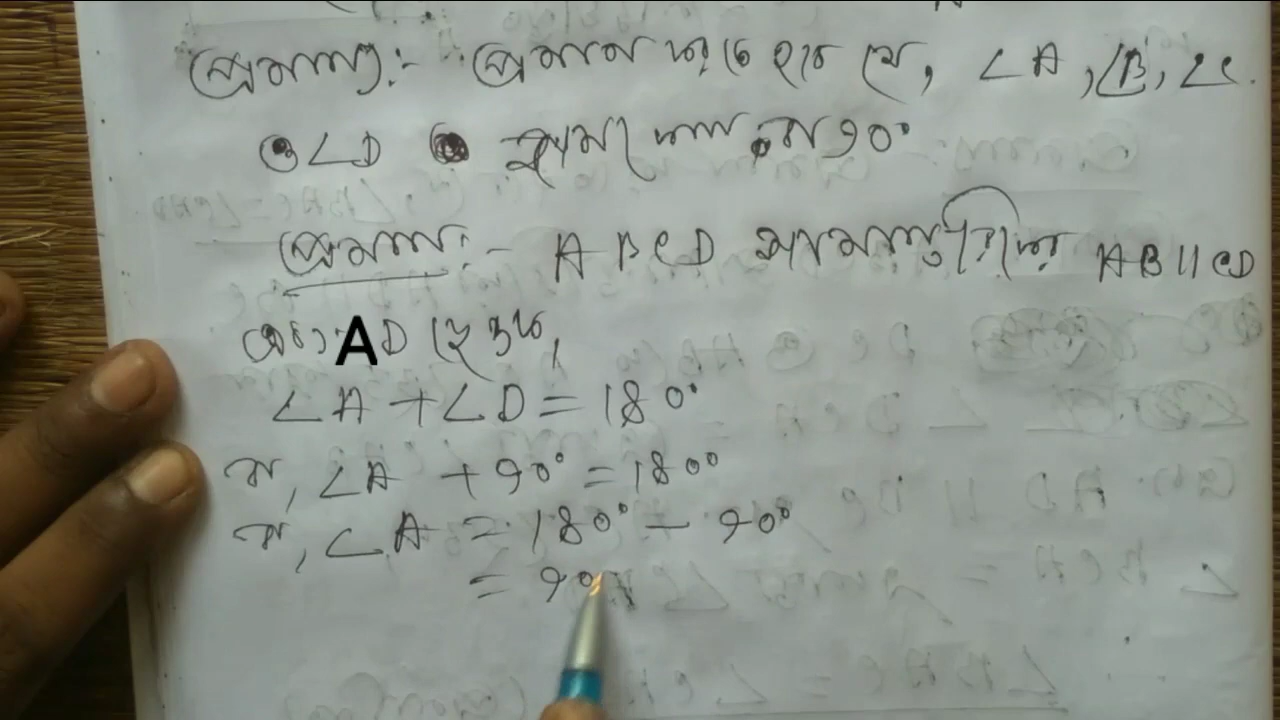 প্রমাণ্য:- প্রমাণ করতে হবে যে, ∠A, ∠B, ∠C.
∠D প্রত্যেকে 90°
প্রমাণ:- ABCD সামান্তরিকের AB॥CD
এবং AD ছেদক,
∠A + ∠D = 180°
বা, ∠A + 90° = 180°
বা, ∠A = 180° - 90°
= 90°